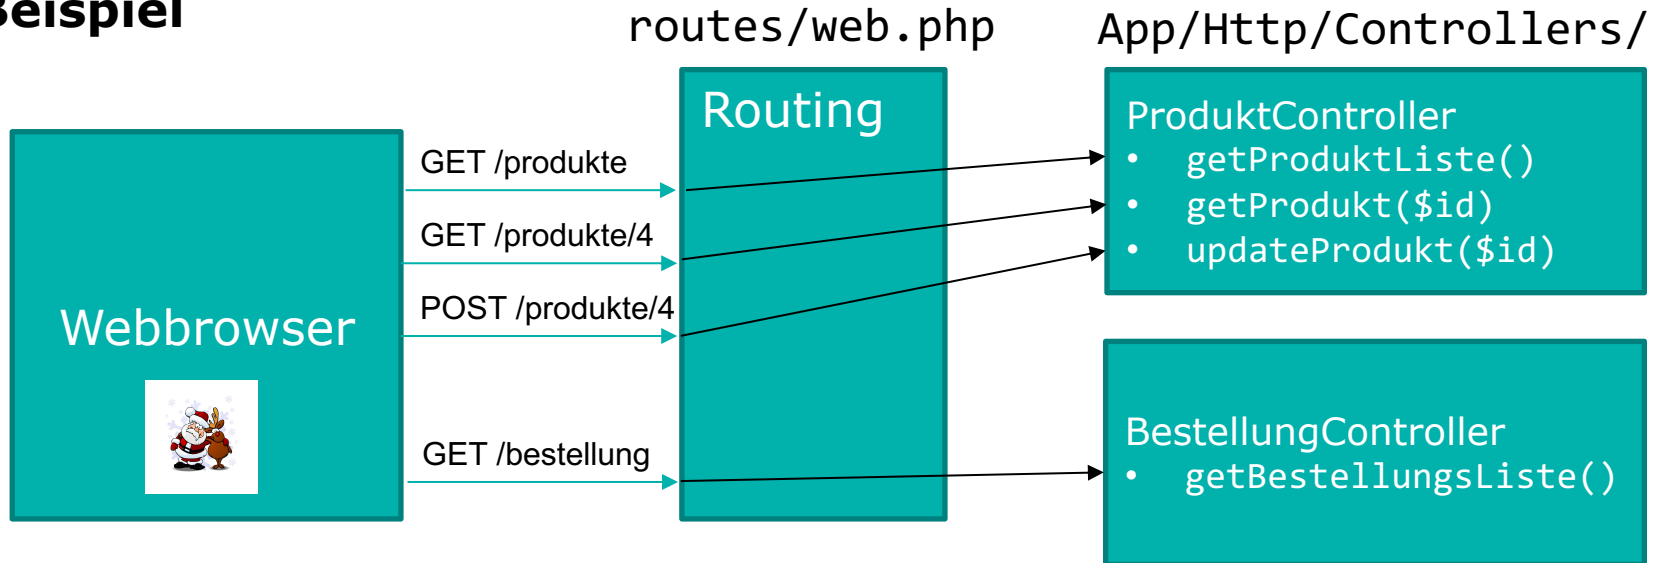 Beispiel
routes/web.php
App/Http/Controllers/
Webbrowser
GET /produkte
GET /produkte/4
POST /produkte/4
GET /bestellung
Routing
ProduktController
• getProduktListe()
• getProdukt($id)
• updateProdukt($id)
BestellungController
• getBestellungsListe()